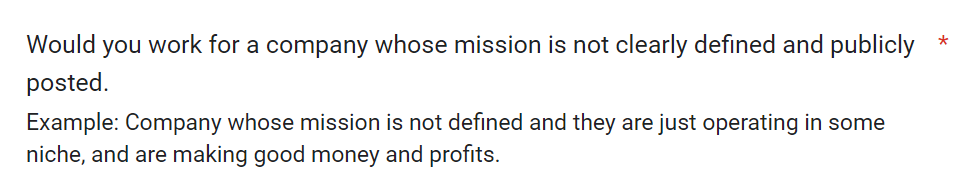 Would you work for a company whose mission is not clearly defined and publicly *
posted.
Example: Company whose mission is not defined and they are just operating in some
niche, and are making good money and profits.